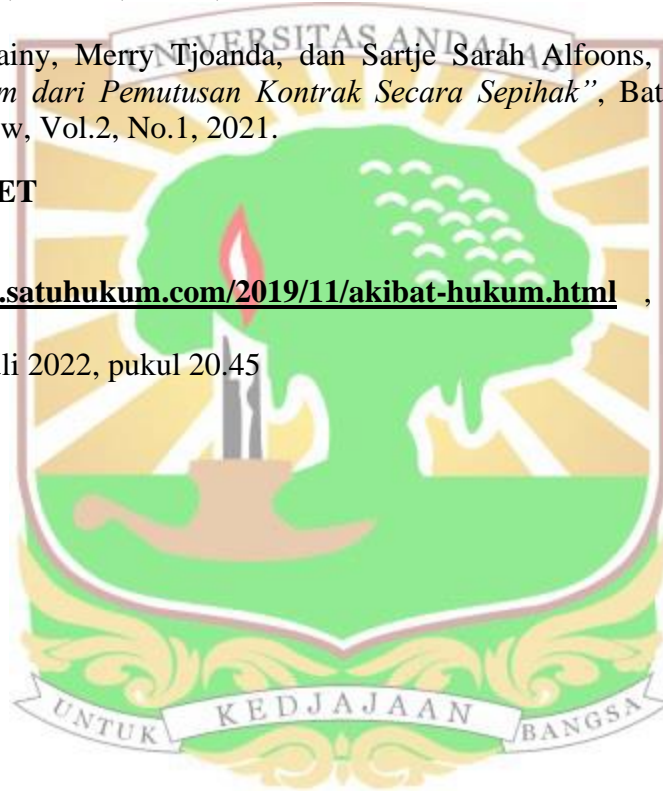 UNIVERSITAS ANDALAS
ainy, Merry Tjoanda, dan Sartje Sarah Alfoons,
m dari Pemutusan Kontrak Secara Sepihak”, Bat
w, Vol.2, No.1, 2021.
ET
.satuhukum.com/2019/11/akibat-hukum.html ,
li 2022, pukul 20.45
UNTUK KEDJAJAAN BANGSA